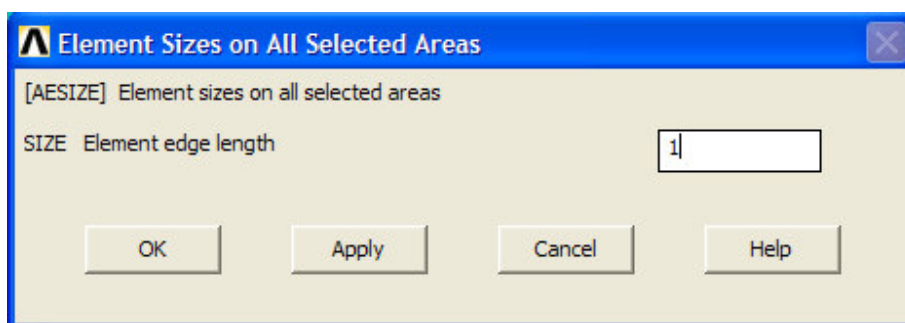 Element Sizes on All Selected Areas
[AESIZE] Element sizes on all selected areas
SIZE Element edge length 1
OK Apply Cancel Help